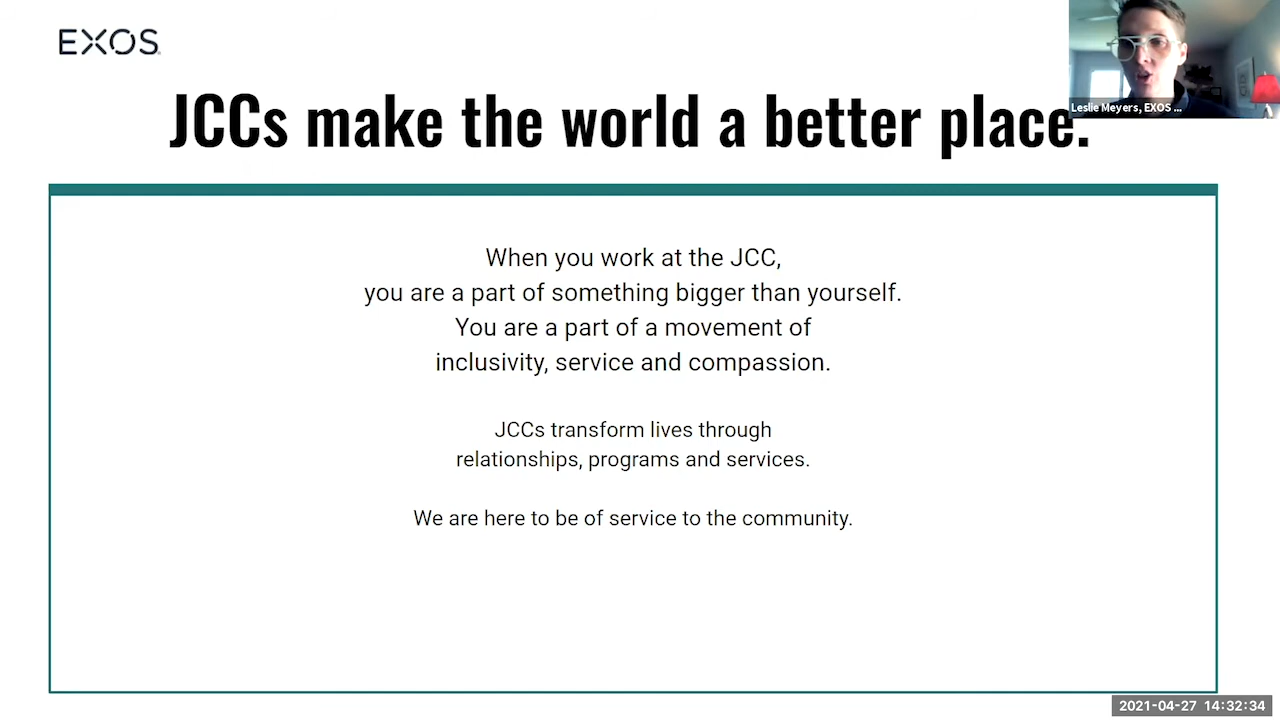 EXOS
Leslie Meyers, EXOS ...
JCCs make the world a better place.
When you work at the JCC,
you are a part of something bigger than yourself.
You are a part of a movement of
inclusivity, service and compassion.
JCCs transform lives through
relationships, programs and services.
We are here to be of service to the community.
2021-04-27 14:32:34